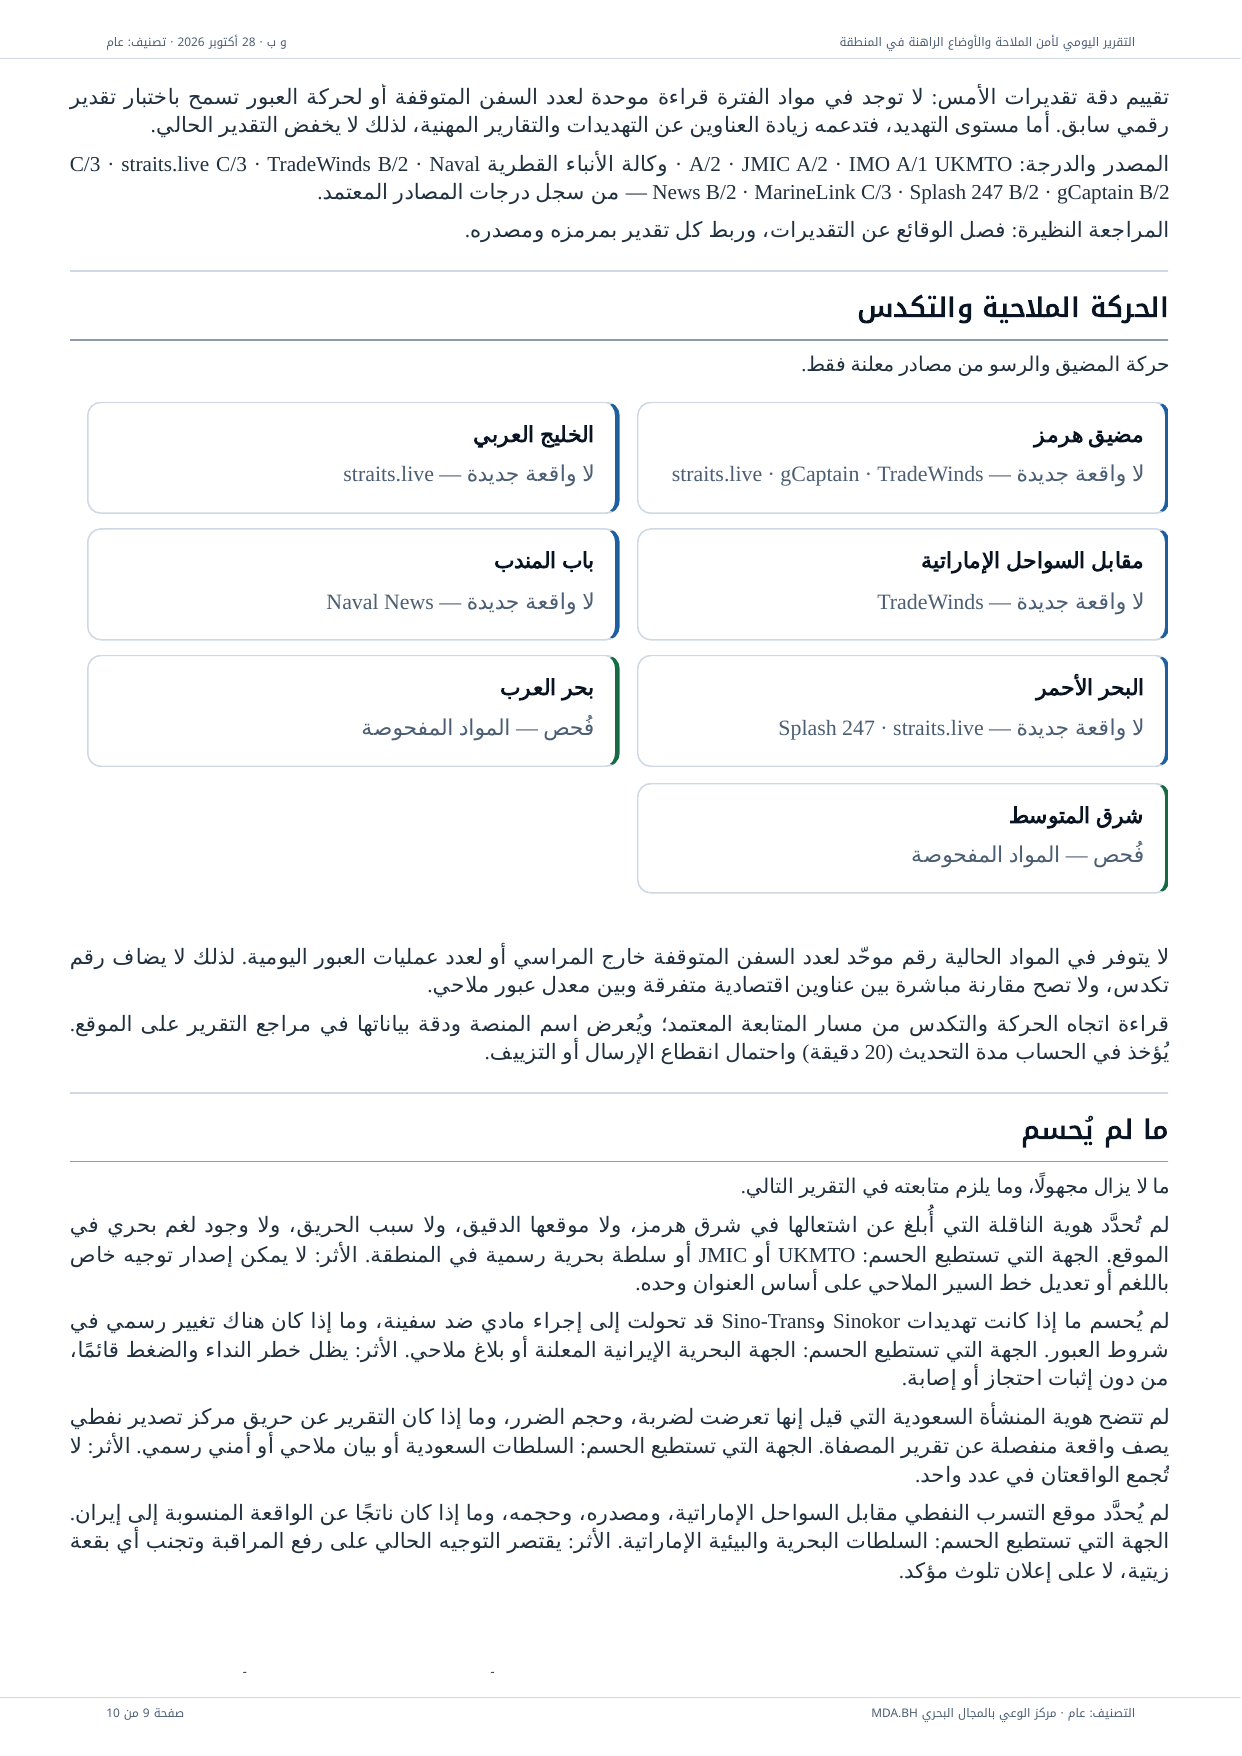 التقرير اليومي لأمن الملاحة والأوضاع الراهنة في المنطقة
و ب · 28 أكتوبر 2026 · تصنيف: عام
تقييم دقة تقديرات الأمس: لا توجد في مواد الفترة قراءة موحدة لعدد السفن المتوقفة أو لحركة العبور تسمح باختبار تقدير
رقمي سابق. أما مستوى التهديد، فتدعمه زيادة العناوين عن التهديدات والتقارير المهنية، لذلك لا يخفض التقدير الحالي.
المصدر والدرجة: A/2 · JMIC A/2 · IMO A/1 UKMTO · وكالة الأنباء القطرية C/3 · straits.live C/3 · TradeWinds B/2 · Naval
News B/2 · MarineLink C/3 · Splash 247 B/2 · gCaptain B/2 — من سجل درجات المصادر المعتمد.
المراجعة النظيرة: فصل الوقائع عن التقديرات، وربط كل تقدير بمرمزه ومصدره.
الحركة الملاحية والتكدس
حركة المضيق والرسو من مصادر معلنة فقط.
مضيق هرمز
لا واقعة جديدة — straits.live · gCaptain · TradeWinds
الخليج العربي
لا واقعة جديدة — straits.live
مقابل السواحل الإماراتية
لا واقعة جديدة — TradeWinds
باب المندب
لا واقعة جديدة — Naval News
البحر الأحمر
لا واقعة جديدة — Splash 247 · straits.live
بحر العرب
فُحص — المواد المفحوصة
شرق المتوسط
فُحص — المواد المفحوصة
لا يتوفر في المواد الحالية رقم موحّد لعدد السفن المتوقفة خارج المراسي أو لعدد عمليات العبور اليومية. لذلك لا يضاف رقم
تكدس، ولا تصح مقارنة مباشرة بين عناوين اقتصادية متفرقة وبين معدل عبور ملاحي.
قراءة اتجاه الحركة والتكدس من مسار المتابعة المعتمد؛ ويُعرض اسم المنصة ودقة بياناتها في مراجع التقرير على الموقع.
يُؤخذ في الحساب مدة التحديث (20 دقيقة) واحتمال انقطاع الإرسال أو التزييف.
ما لم يُحسم
ما لا يزال مجهولًا، وما يلزم متابعته في التقرير التالي.
لم تُحدَّد هوية الناقلة التي أُبلغ عن اشتعالها في شرق هرمز، ولا موقعها الدقيق، ولا سبب الحريق، ولا وجود لغم بحري في
الموقع. الجهة التي تستطيع الحسم: UKMTO أو JMIC أو سلطة بحرية رسمية في المنطقة. الأثر: لا يمكن إصدار توجيه خاص
باللغم أو تعديل خط السير الملاحي على أساس العنوان وحده.
لم يُحسم ما إذا كانت تهديدات Sinokor وSino-Trans قد تحولت إلى إجراء مادي ضد سفينة، وما إذا كان هناك تغيير رسمي في
شروط العبور. الجهة التي تستطيع الحسم: الجهة البحرية الإيرانية المعلنة أو بلاغ ملاحي. الأثر: يظل خطر النداء والضغط قائمًا،
من دون إثبات احتجاز أو إصابة.
لم تتضح هوية المنشأة السعودية التي قيل إنها تعرضت لضربة، وحجم الضرر، وما إذا كان التقرير عن حريق مركز تصدير نفطي
يصف واقعة منفصلة عن تقرير المصفاة. الجهة التي تستطيع الحسم: السلطات السعودية أو بيان ملاحي أو أمني رسمي. الأثر: لا
تُجمع الواقعتان في عدد واحد.
لم يُحدَّد موقع التسرب النفطي مقابل السواحل الإماراتية، ومصدره، وحجمه، وما إذا كان ناتجًا عن الواقعة المنسوبة إلى إيران.
الجهة التي تستطيع الحسم: السلطات البحرية والبيئية الإماراتية. الأثر: يقتصر التوجيه الحالي على رفع المراقبة وتجنب أي بقعة
زيتية، لا على إعلان تلوث مؤكد.
التصنيف: عام · مركز الوعي بالمجال البحري MDA.BH
صفحة 9 من 10